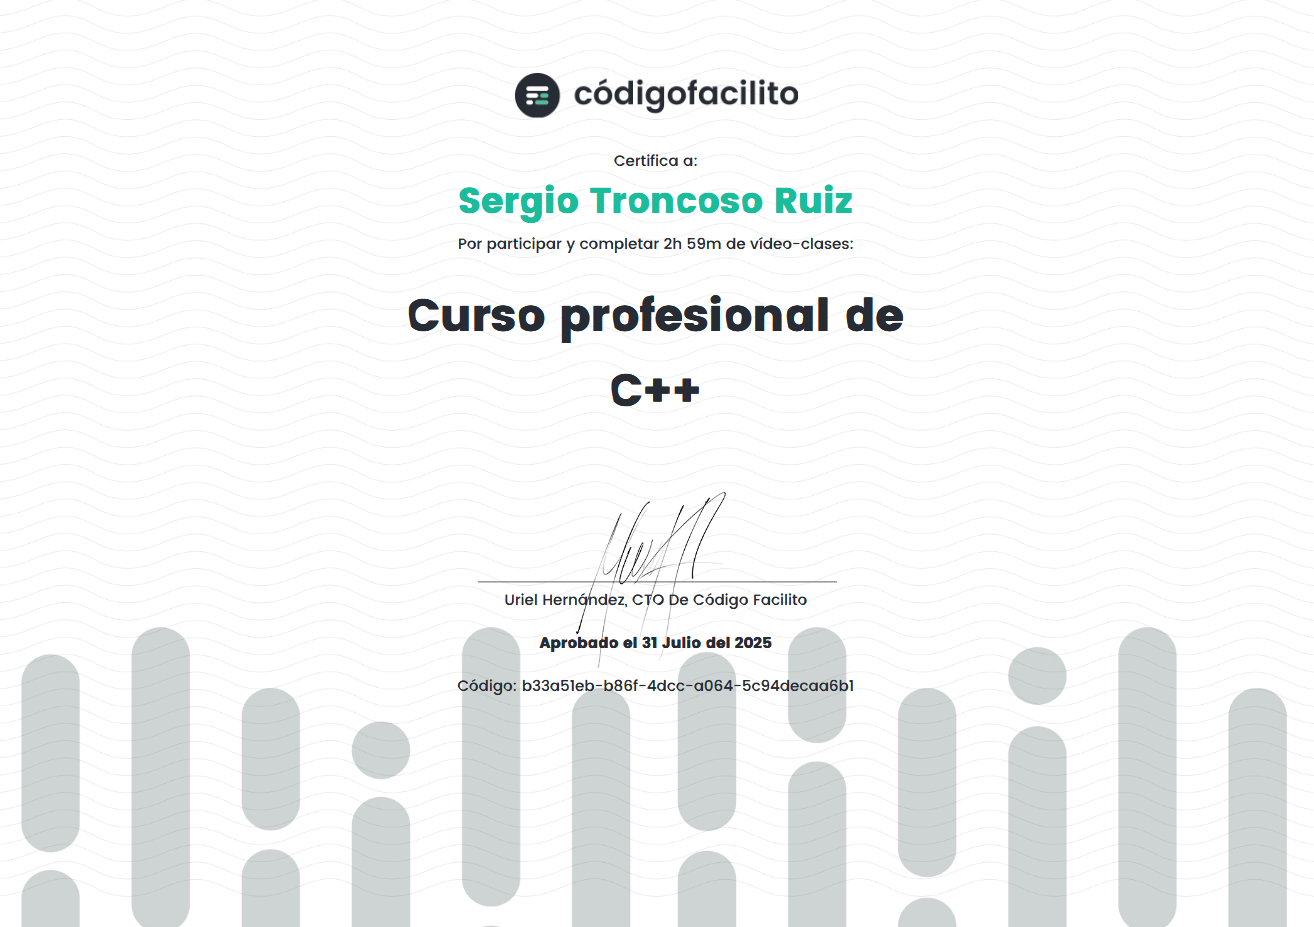 códigofacilito
Certifica a:
Sergio Troncoso Ruiz
Por participar y completar 2h 59m de vídeo-clases:
Curso profesional de
C++
Uriel Hernández, CTO De Código Facilito
Aprobado el 31 Julio del 2025
Código: b33a51eb-b86f-4dcc-a064-5c94decaa6b1